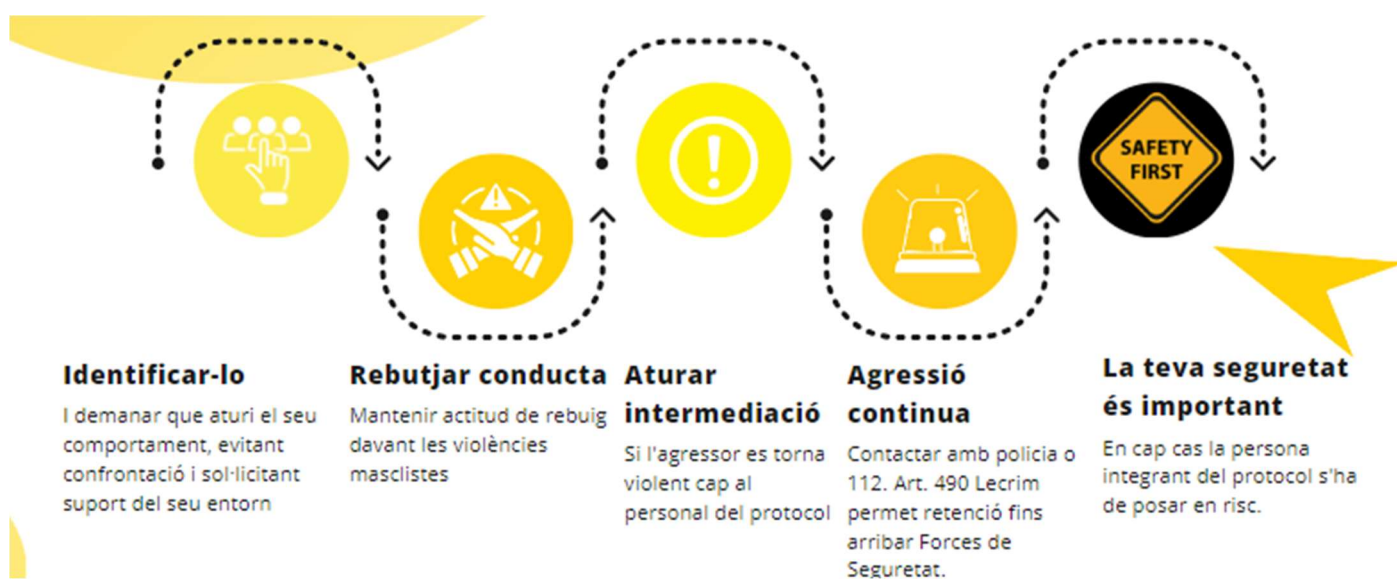 SAFETY
FIRST
Identificar-lo
I demanar que aturi el seu
comportament, evitant
confrontació i sol·licitant
suport del seu entorn
Rebutjar conducta
Mantenir actitud de rebuig
davant les violències
masclistes
Aturar
intermediació
Si l'agressor es torna
violent cap al
personal del protocol
Agressió
continua
Contactar amb policia o
112. Art. 490 Lecrim
permet retenció fins
arribar Forces de
Seguretat.
La teva seguretat
és important
En cap cas la persona
integrant del protocol s'ha
de posar en risc.